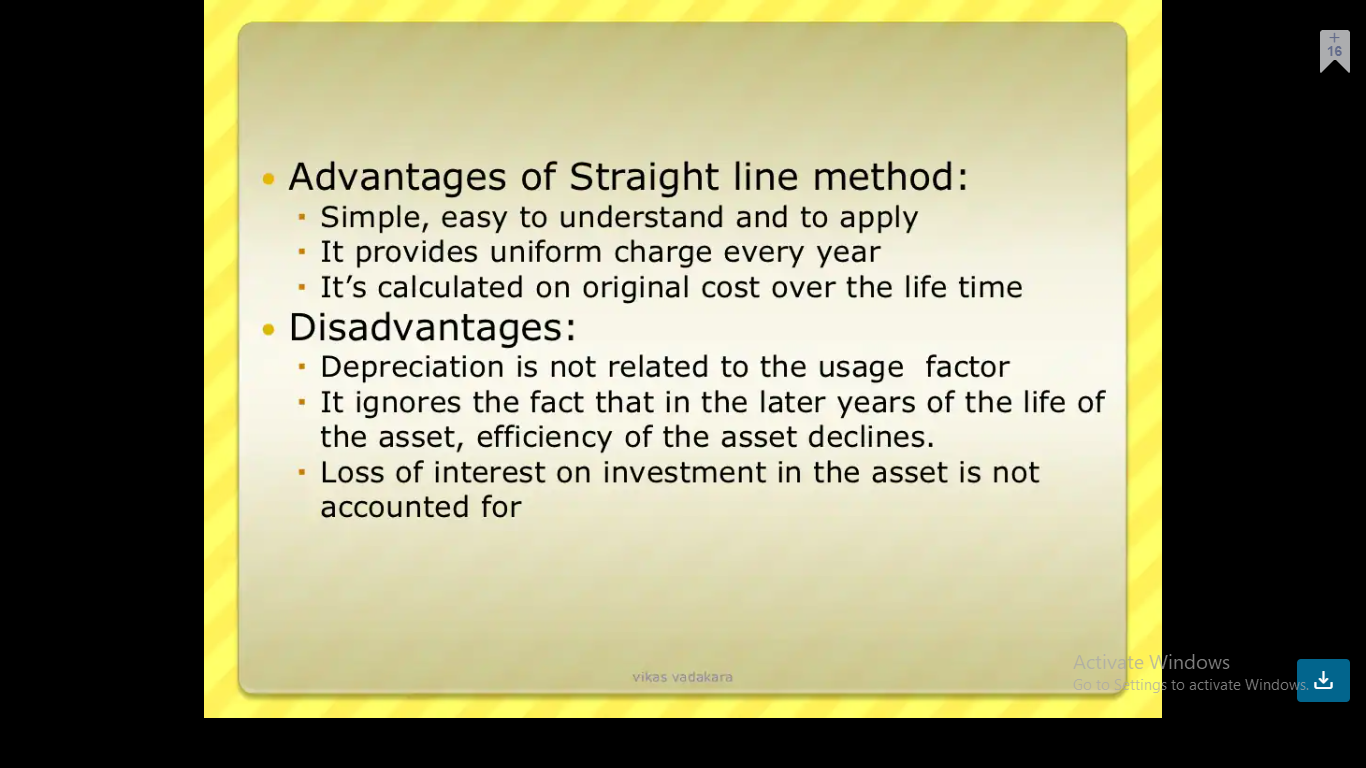 +
16
• Advantages of Straight line method:
▪ Simple, easy to understand and to apply
▪ It provides uniform charge every year
▪ It’s calculated on original cost over the life time
• Disadvantages:
▪ Depreciation is not related to the usage  factor
▪ It ignores the fact that in the later years of the life of
the asset, efficiency of the asset declines.
▪ Loss of interest on investment in the asset is not
accounted for
vikas vadakara
Activate Windows
Go to Settings to activate Windows.